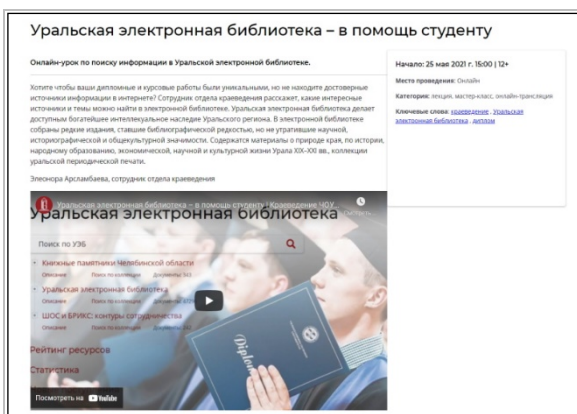 Уральская электронная библиотека – в помощь студенту
Онлайн-урок по поиску информации в Уральской электронной библиотеке.
Хотите чтобы ваши дипломные и курсовые работы были уникальными, но не находите достоверные
источники информации в интернете? Сотрудник отдела краеведения расскажет, какие интересные
источники и темы можно найти в электронной библиотеке. Уральская электронная библиотека делает
доступным богатейшее интеллектуальное наследие Уральского региона. В электронной библиотеке
собраны редкие издания, ставшие библиографической редкостью, но не утратившие научной,
историографической и общекультурной значимости. Содержатся материалы о природе края, по истории,
народному образованию, экономической, научной и культурной жизни Урала XIX–XXI вв., коллекции
уральской периодической печати.
Элеонора Арсламбаева, сотрудник отдела краеведения
Начало: 25 мая 2021 г. 15:00 | 12+
Место проведения: Онлайн
Категория: лекция, мастер-класс, онлайн-трансляция
Ключевые слова: краеведение , Уральская
электронная библиотека , диплом
Уральская электронная библиотека – в помощь студенту | Краеведение ЧОУ...
Смотреть...
Уральская электронная библиотека
Поиск по УЭБ
Книжные памятники Челябинской области
Описание Поиск по коллекции Документы: 343
Уральская электронная библиотека
Описание Поиск по коллекции Документы:
ШОС и БРИКС: контуры сотрудничества
Описание Поиск по коллекции Документы:
Рейтинг ресурсов
Статистика
Diplom
Посмотреть на YouTube